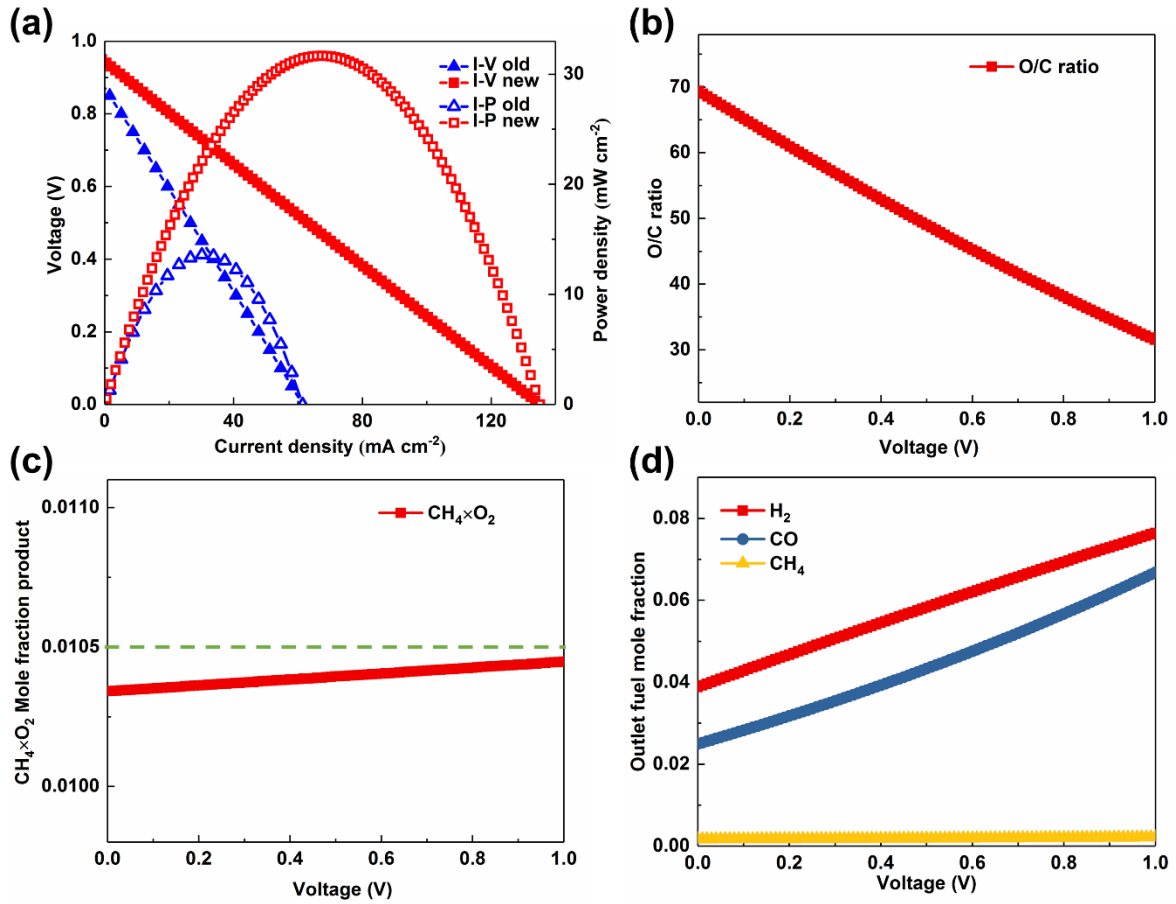 (a)
1.0
0.8
0.6
0.4
0.2
0.0
Voltage (V)
I-V old
I-V new
I-P old
I-P new
30
20
10
0
Power density (mW cm⁻²)
0 40 80 120
Current density (mA cm⁻²)
(b)
O/C ratio
70
60
50
40
30
O/C ratio
0.0 0.2 0.4 0.6 0.8 1.0
Voltage (V)
(c)
CH₄×O₂
0.0110
0.0105
0.0100
CH₄×O₂ Mole fraction product
0.0 0.2 0.4 0.6 0.8 1.0
Voltage (V)
(d)
H₂
CO
CH₄
0.08
0.06
0.04
0.02
0.00
Outlet fuel mole fraction
0.0 0.2 0.4 0.6 0.8 1.0
Voltage (V)